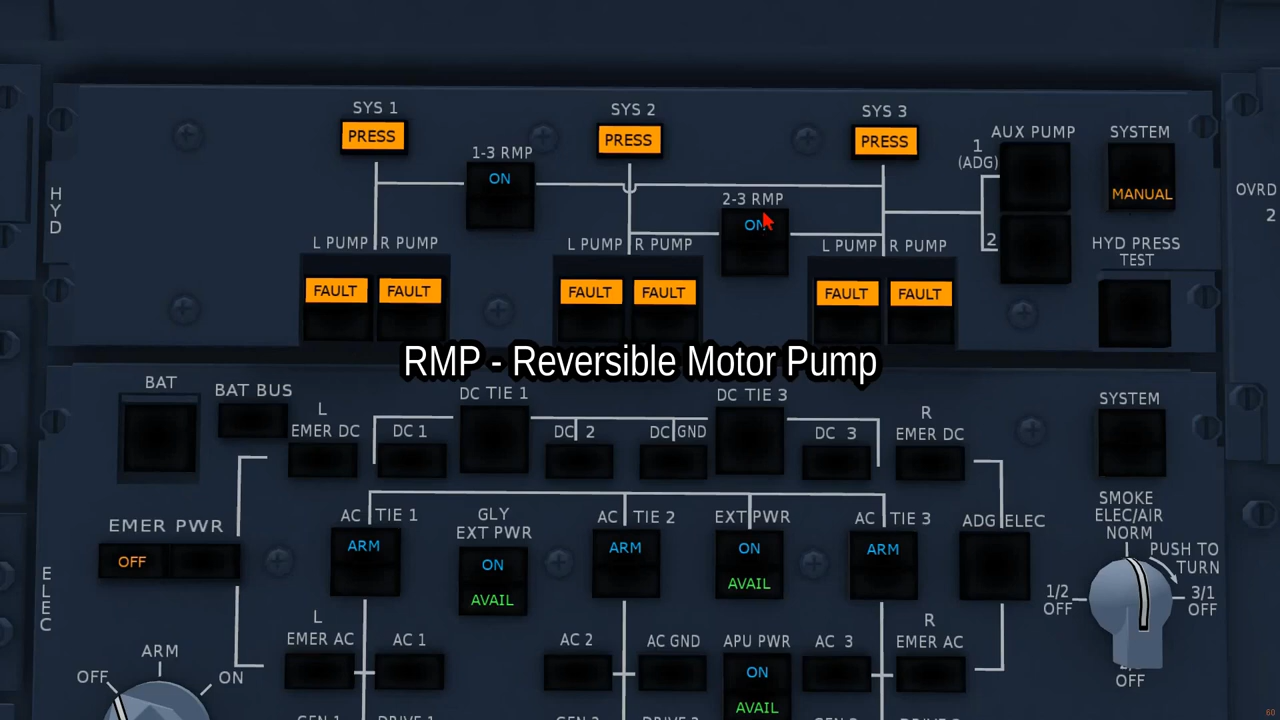 SYS 1
SYS 2
SYS 3
PRESS
PRESS
PRESS
AUX PUMP
SYSTEM
1
(ADG)
1-3 RMP
ON
MANUAL
HYD
OVRD
2
2-3 RMP
ON
L PUMP R PUMP
L PUMP R PUMP
L PUMP R PUMP
2
HYD PRESS
TEST
FAULT
FAULT
FAULT
FAULT
FAULT
FAULT
RMP - Reversible Motor Pump
BAT
BAT BUS
L
EMER DC
DC 1
DC TIE 1
DC 2
DC GND
DC TIE 3
DC 3
R
EMER DC
SYSTEM
EMER PWR
OFF
AC TIE 1
ARM
GLY
EXT PWR
ON
AVAIL
AC TIE 2
ARM
EXT PWR
ON
AVAIL
AC TIE 3
ARM
ADG ELEC
SMOKE
ELEC/AIR
NORM
PUSH TO
TURN
1/2
OFF
3/1
OFF
OFF
ELEC
L
EMER AC
AC 1
AC 2
AC GND
APU PWR
ON
AVAIL
AC 3
R
EMER AC
ARM
OFF
ON
60